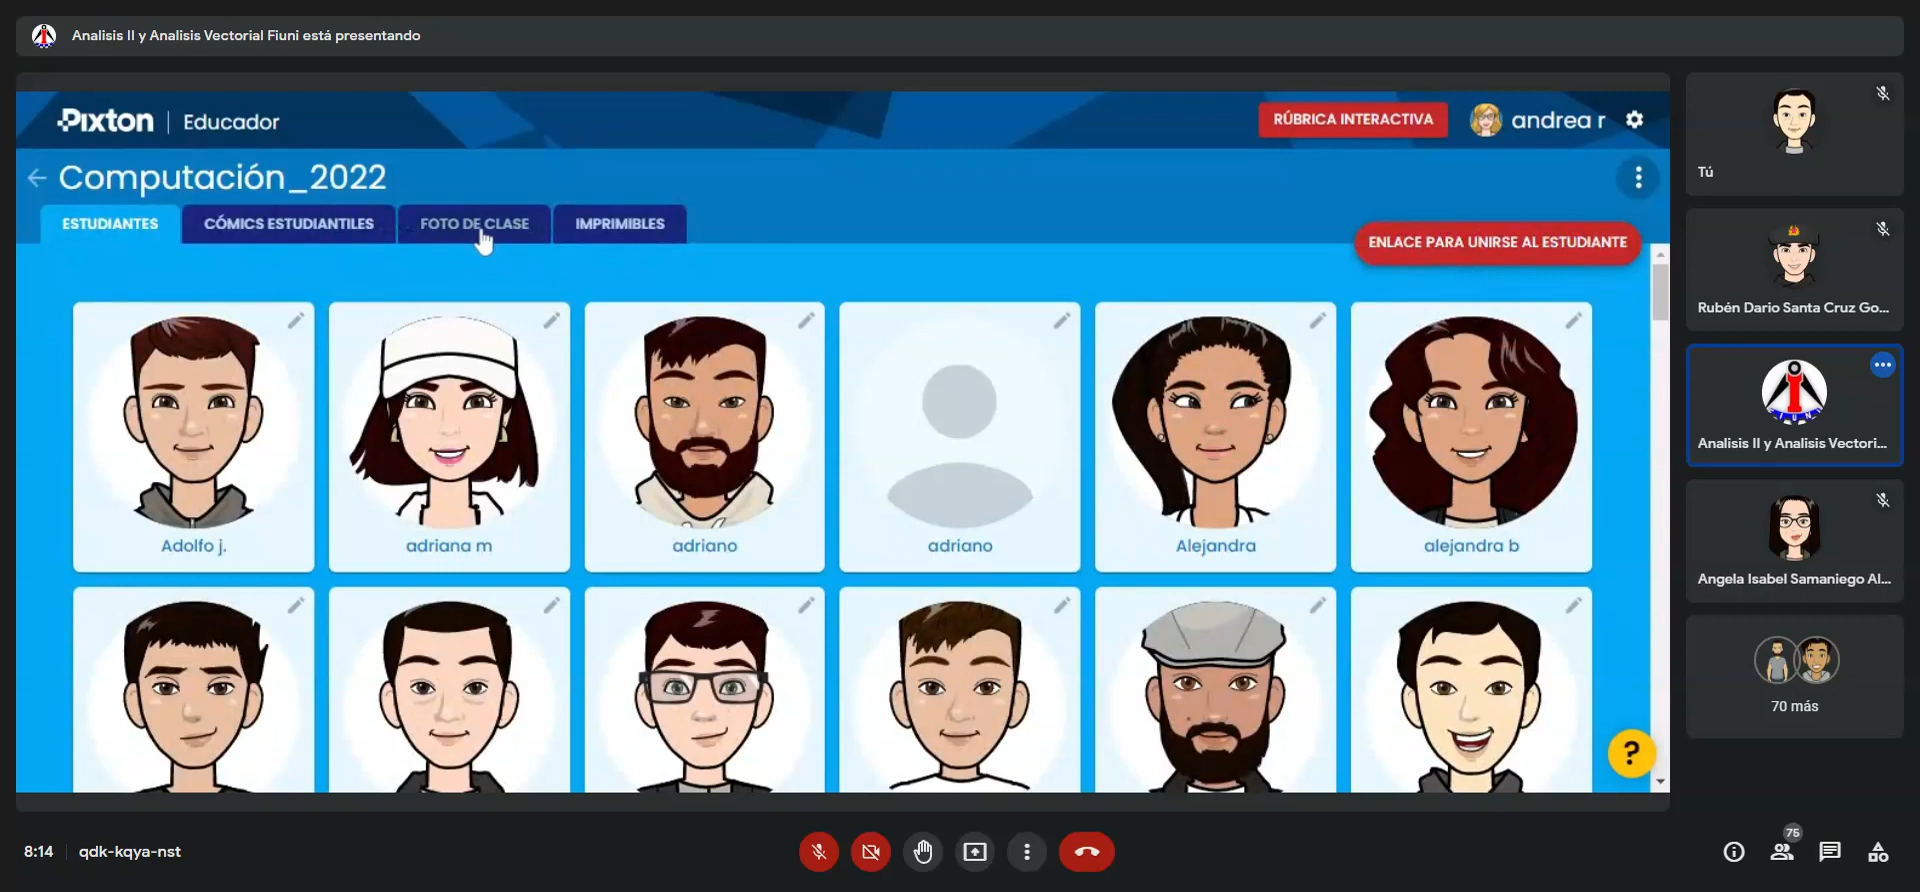 Analisis II y Analisis Vectorial Fiuni está presentando
Pixton | Educador
RÚBRICA INTERACTIVA
andrea r
Computación_2022
ESTUDIANTES
CÓMICS ESTUDIANTILES
FOTO DE CLASE
IMPRIMIBLES
ENLACE PARA UNIRSE AL ESTUDIANTE
Adolfo j.
adriana m
adriano
adriano
Alejandra
alejandra b
?
Tú
Rubén Dario Santa Cruz Go...
FIUNI
Analisis II y Analisis Vectori...
Angela Isabel Samaniego Al...
70 más
8:14 | qdk-kqya-nst
75